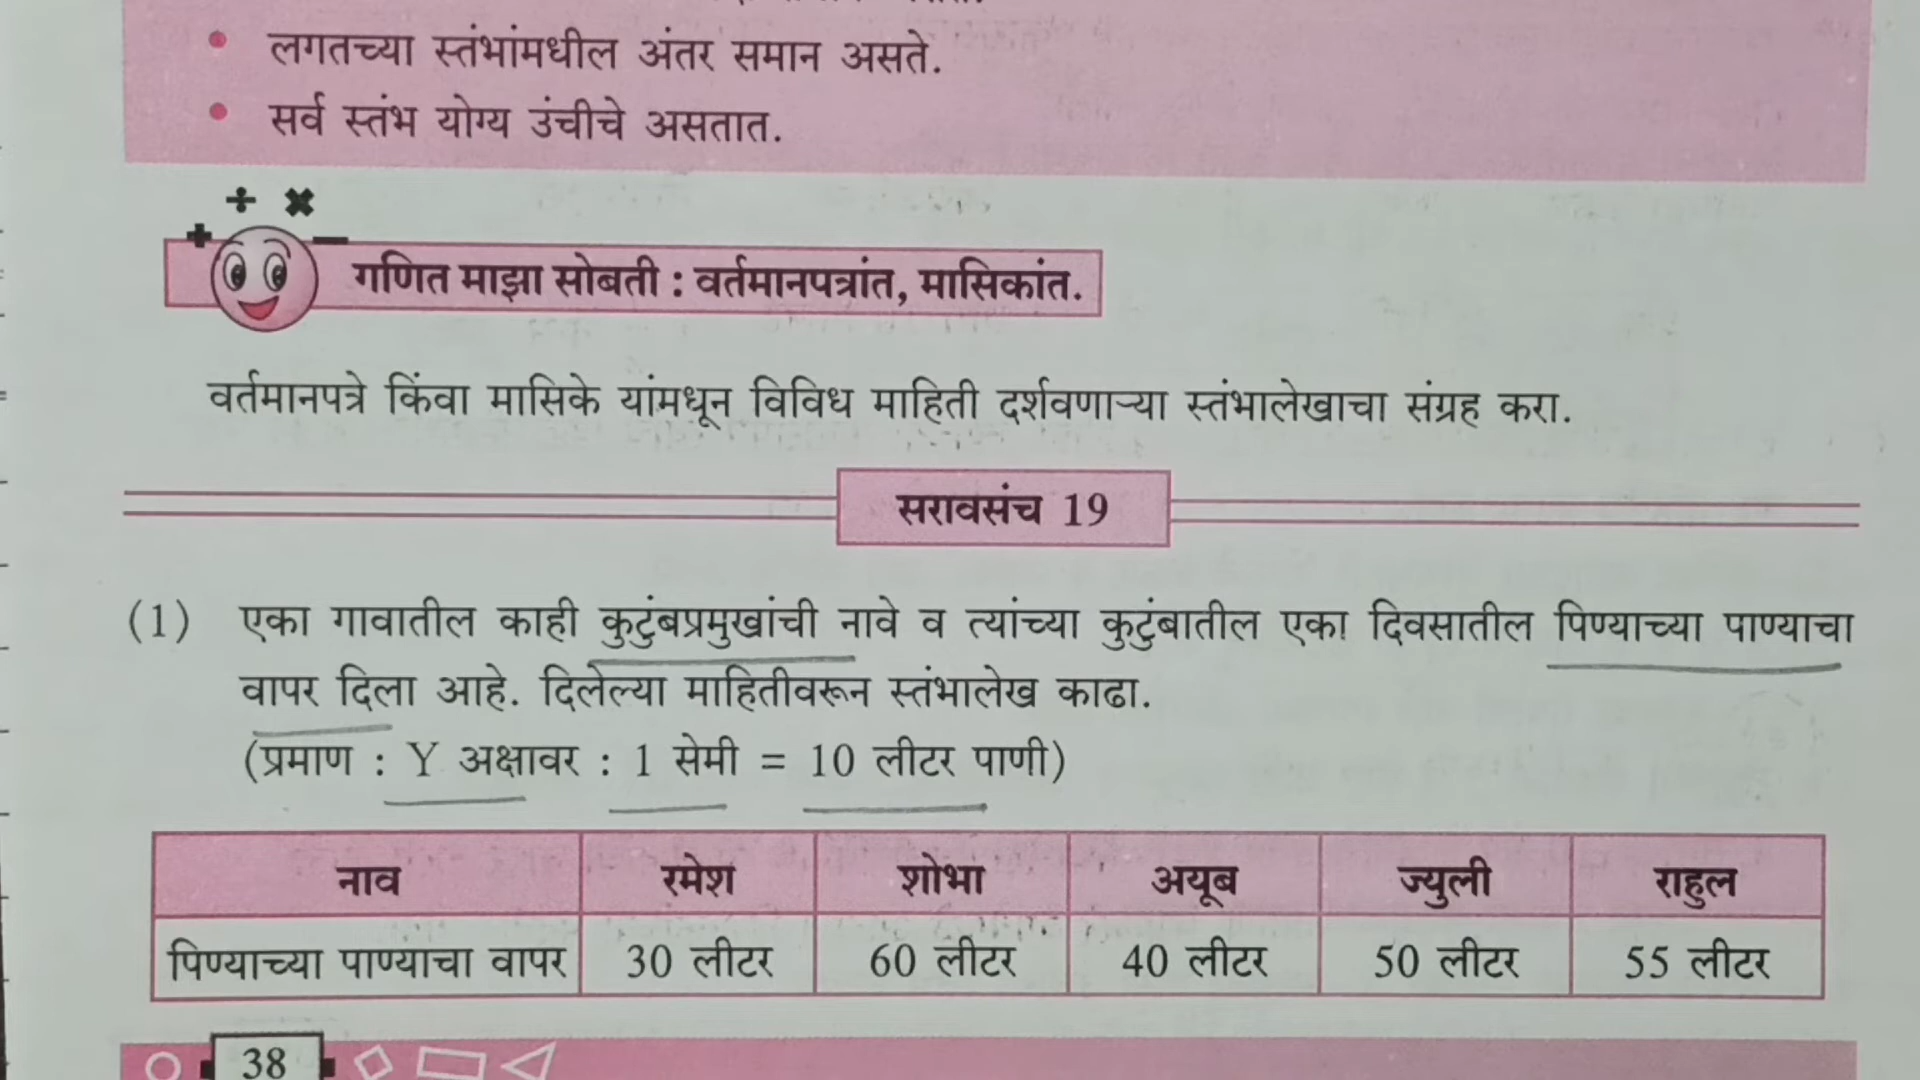 लगतच्या स्तंभांमधील अंतर समान असते.
सर्व स्तंभ योग्य उंचीचे असतात.
गणित माझा सोबती : वर्तमानपत्रांत, मासिकांत.
वर्तमानपत्रे किंवा मासिके यांमधून विविध माहिती दर्शवणाऱ्या स्तंभालेखाचा संग्रह करा.
सरावसंच 19
(1) एका गावातील काही कुटुंबप्रमुखांची नावे व त्यांच्या कुटुंबातील एका दिवसातील पिण्याच्या पाण्याचा
वापर दिला आहे. दिलेल्या माहितीवरून स्तंभालेख काढा.
(प्रमाण : Y अक्षावर : 1 सेमी = 10 लीटर पाणी)
नाव रमेश शोभा अयूब ज्युली राहुल
पिण्याच्या पाण्याचा वापर 30 लीटर 60 लीटर 40 लीटर 50 लीटर 55 लीटर
38